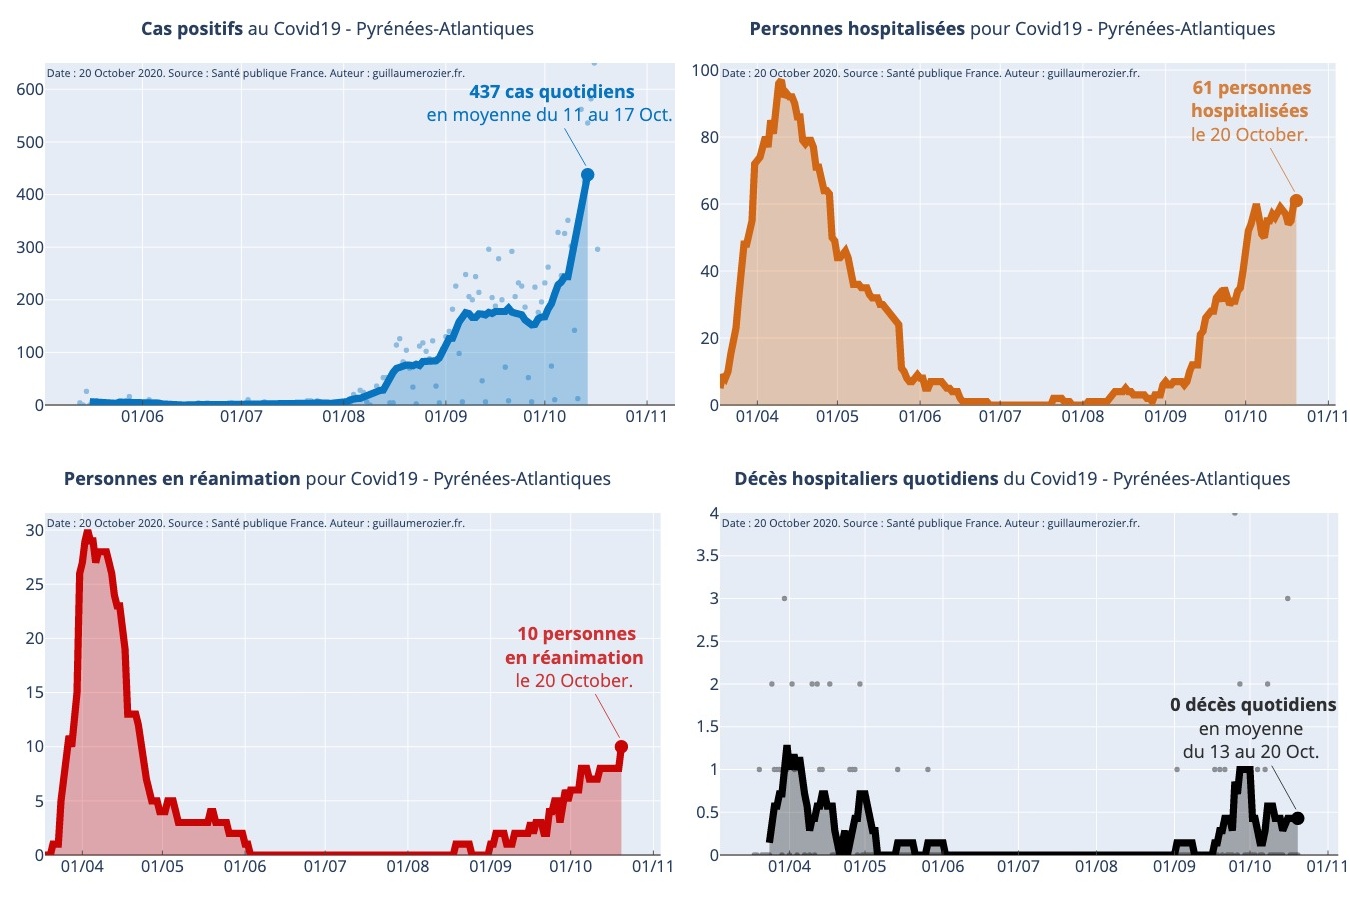 Cas positifs au Covid19 - Pyrénées-Atlantiques
Date : 20 October 2020. Source : Santé publique France. Auteur : guillaumerozier.fr.
437 cas quotidiens
en moyenne du 11 au 17 Oct.
600
500
400
300
200
100
0
01/06 01/07 01/08 01/09 01/10 01/11
Personnes hospitalisées pour Covid19 - Pyrénées-Atlantiques
Date : 20 October 2020. Source : Santé publique France. Auteur : guillaumerozier.fr.
61 personnes
hospitalisées
le 20 October.
100
80
60
40
20
0
01/04 01/05 01/06 01/07 01/08 01/09 01/10 01/11
Personnes en réanimation pour Covid19 - Pyrénées-Atlantiques
Date : 20 October 2020. Source : Santé publique France. Auteur : guillaumerozier.fr.
10 personnes
en réanimation
le 20 October.
30
25
20
15
10
5
0
01/04 01/05 01/06 01/07 01/08 01/09 01/10 01/11
Décès hospitaliers quotidiens du Covid19 - Pyrénées-Atlantiques
Date : 20 October 2020. Source : Santé publique France. Auteur : guillaumerozier.fr.
0 décès quotidiens
en moyenne
du 13 au 20 Oct.
4
3.5
3
2.5
2
1.5
1
0.5
0
01/04 01/05 01/06 01/07 01/08 01/09 01/10 01/11